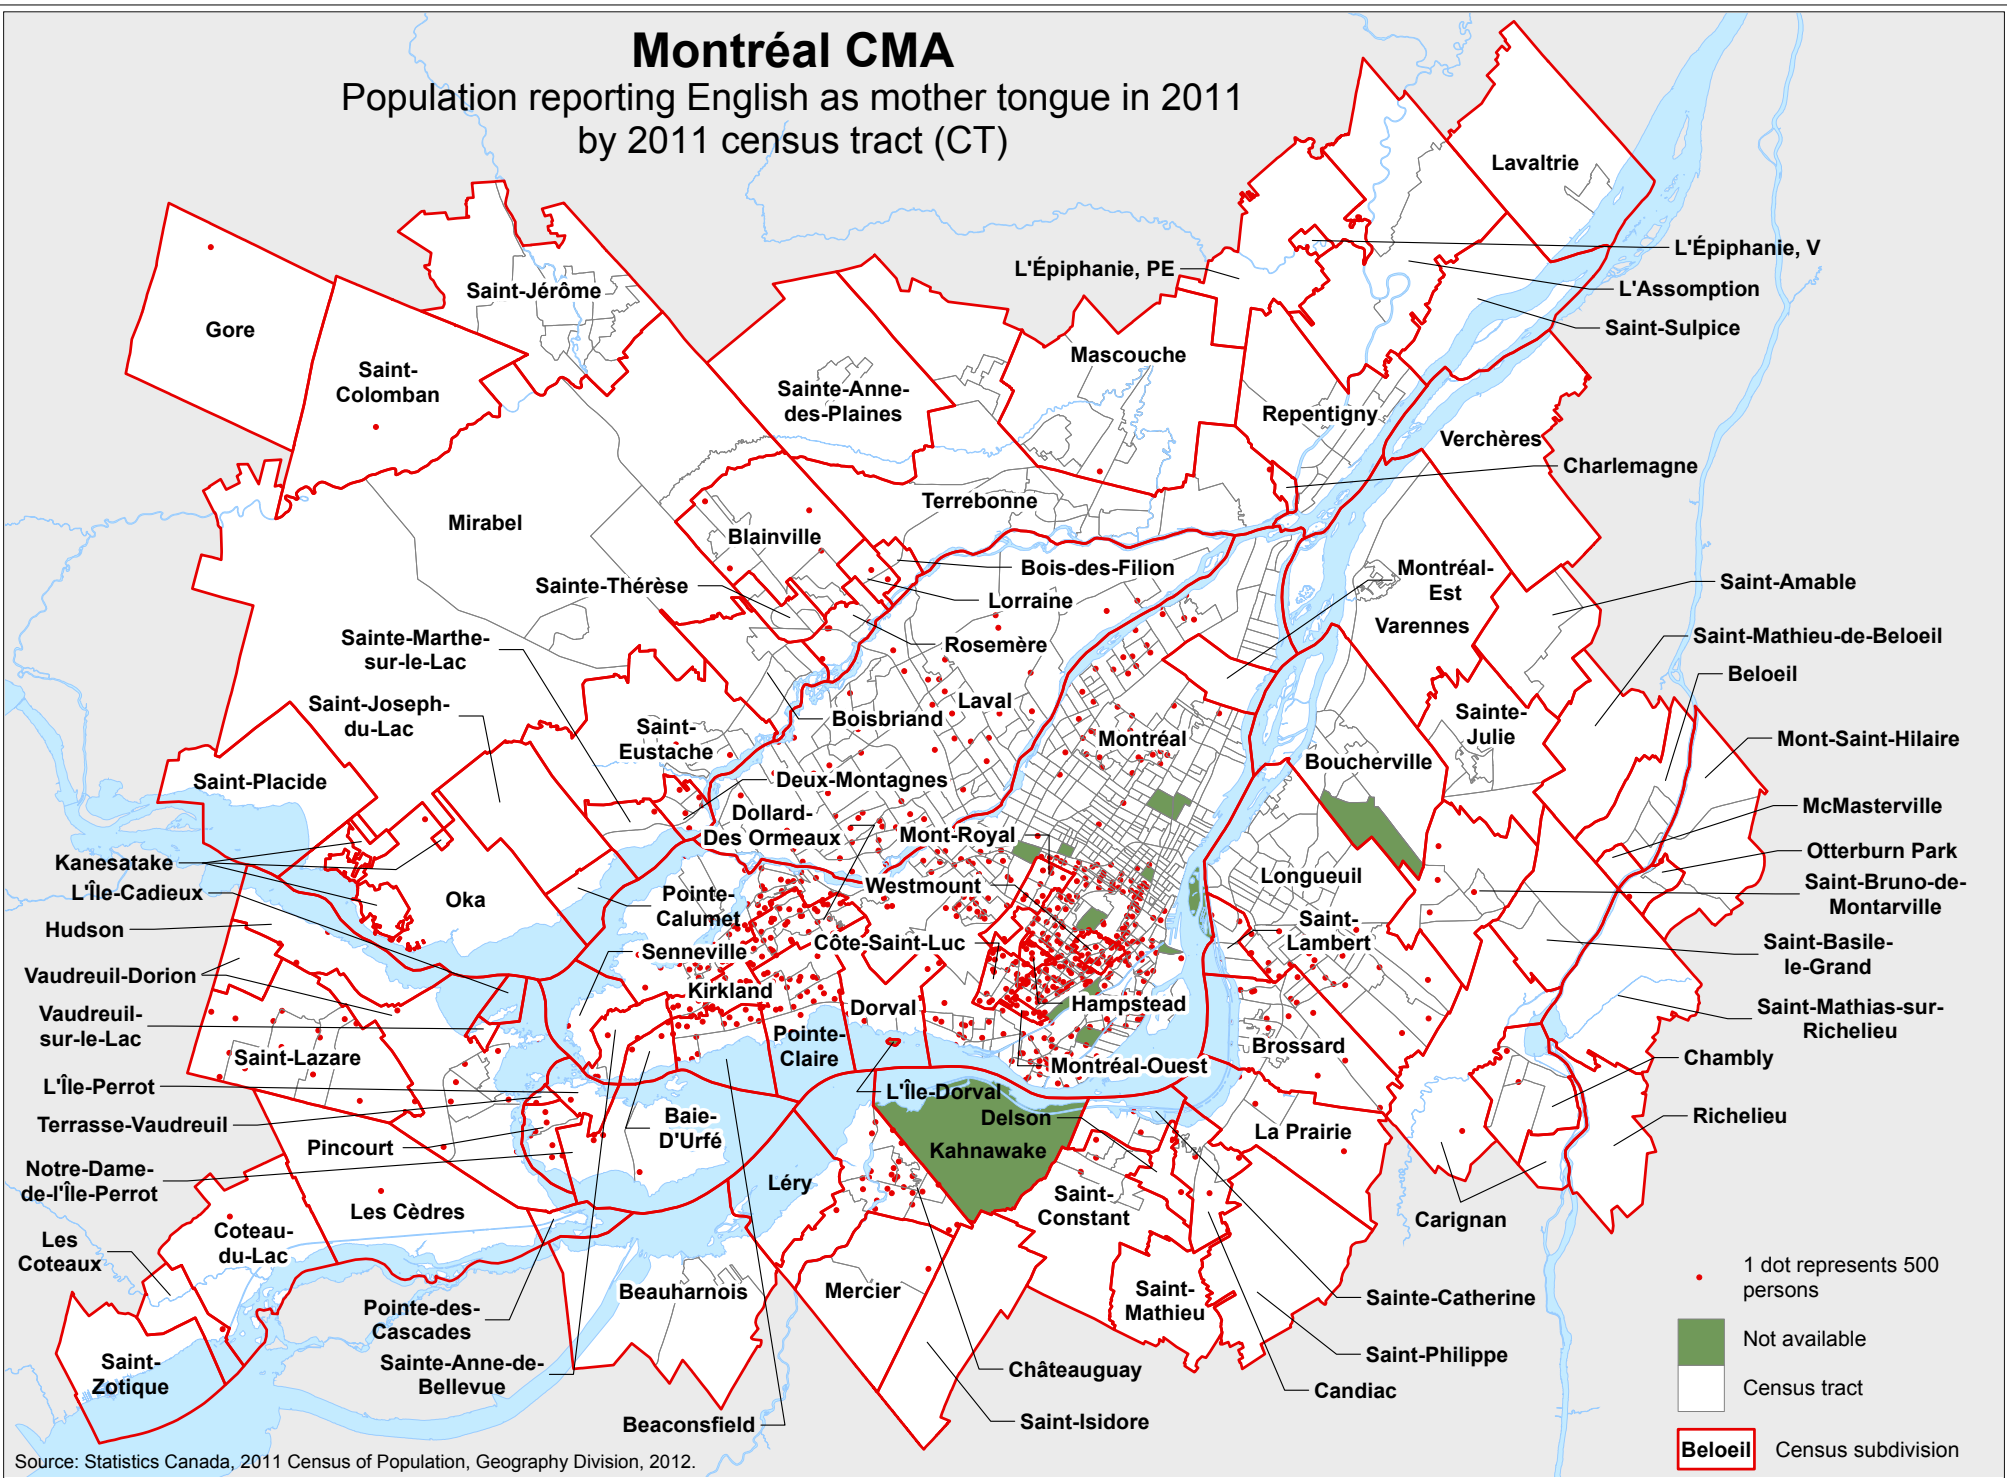 Montréal CMA
Population reporting English as mother tongue in 2011
by 2011 census tract (CT)
Lavaltrie
L'Épiphanie, V
L'Épiphanie, PE
L'Assomption
Saint-Sulpice
Saint-Jérôme
Gore
Saint-
Colomban
Mascouche
Sainte-Anne-
des-Plaines
Repentigny
Verchères
Charlemagne
Terrebonne
Mirabel
Blainville
Bois-des-Filion
Montréal-
Est
Saint-Amable
Sainte-Thérèse
Lorraine
Varennes
Rosemère
Saint-Mathieu-de-Beloeil
Sainte-Marthe-
sur-le-Lac
Beloeil
Saint-Joseph-
du-Lac
Laval
Boisbriand
Saint-
Eustache
Sainte-
Julie
Montréal
Mont-Saint-Hilaire
Boucherville
Saint-Placide
Deux-Montagnes
McMasterville
Dollard-
Des Ormeaux
Mont-Royal
Otterburn Park
Kanesatake
L'Île-Cadieux
Westmount
Longueuil
Saint-Bruno-de-
Montarville
Oka
Pointe-
Calumet
Hudson
Saint-
Lambert
Côte-Saint-Luc
Senneville
Saint-Basile-
le-Grand
Vaudreuil-Dorion
Kirkland
Hampstead
Dorval
Saint-Mathias-sur-
Richelieu
Vaudreuil-
sur-le-Lac
Pointe-
Claire
Saint-Lazare
Brossard
Chambly
Montréal-Ouest
L'Île-Perrot
L'Île-Dorval
Terrasse-Vaudreuil
Baie-
D'Urfé
Delson
Richelieu
La Prairie
Pincourt
Kahnawake
Notre-Dame-
de-l'Île-Perrot
Léry
Les Cèdres
Saint-
Constant
Carignan
Coteau-
du-Lac
Les
Coteaux
Beauharnois
Mercier
Saint-
Mathieu
Sainte-Catherine
Pointe-des-
Cascades
Saint-Philippe
Sainte-Anne-de-
Bellevue
Châteauguay
Candiac
Saint-
Zotique
Beaconsfield
Saint-Isidore
1 dot represents 500
persons
Not available
Census tract
Beloeil Census subdivision
Source: Statistics Canada, 2011 Census of Population, Geography Division, 2012.